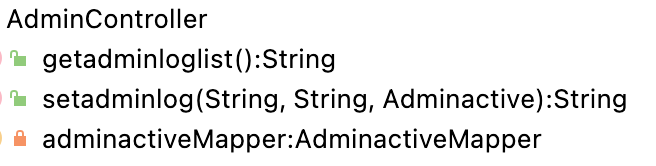 AdminController
getadminloglist():String
setadminlog(String, String, Adminactive):String
adminactiveMapper:AdminactiveMapper